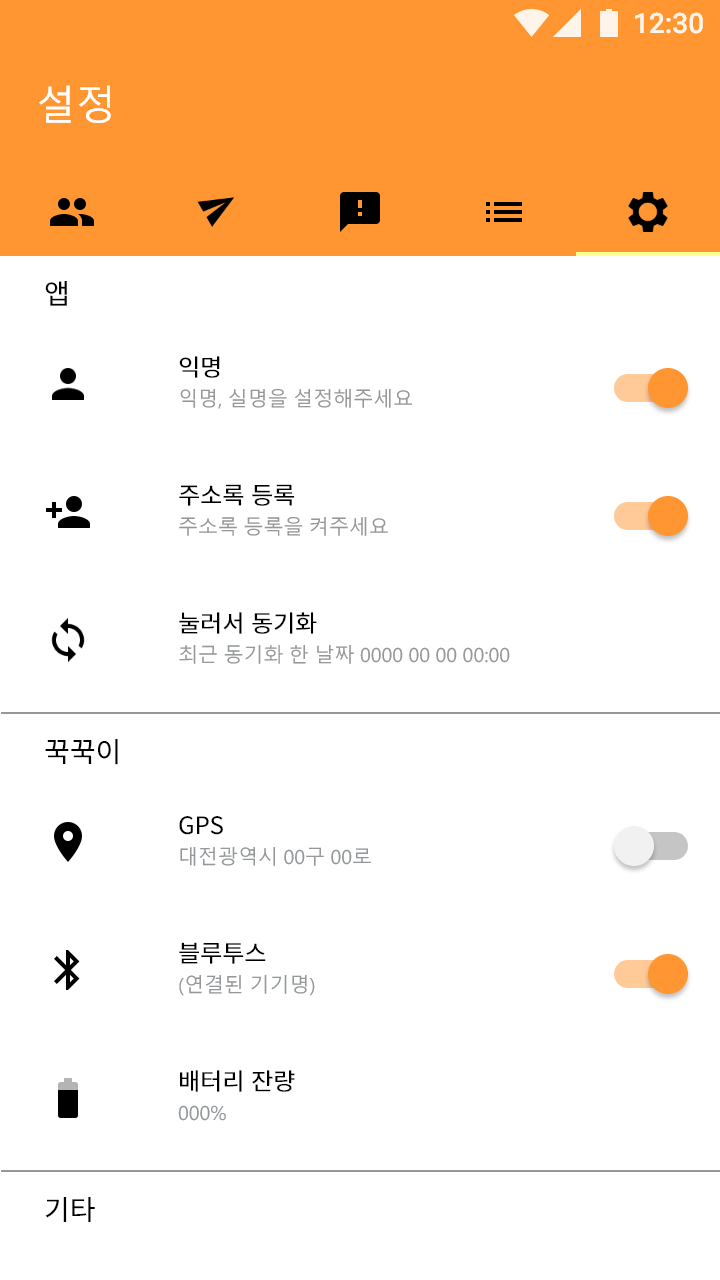 12:30
설정
앱
익명
익명, 실명을 설정해주세요
주소록 등록
주소록 등록을 켜주세요
눌러서 동기화
최근 동기화 한 날짜 0000 00 00 00:00
꾹꾹이
GPS
대전광역시 00구 00로
블루투스
(연결된 기기명)
배터리 잔량
000%
기타